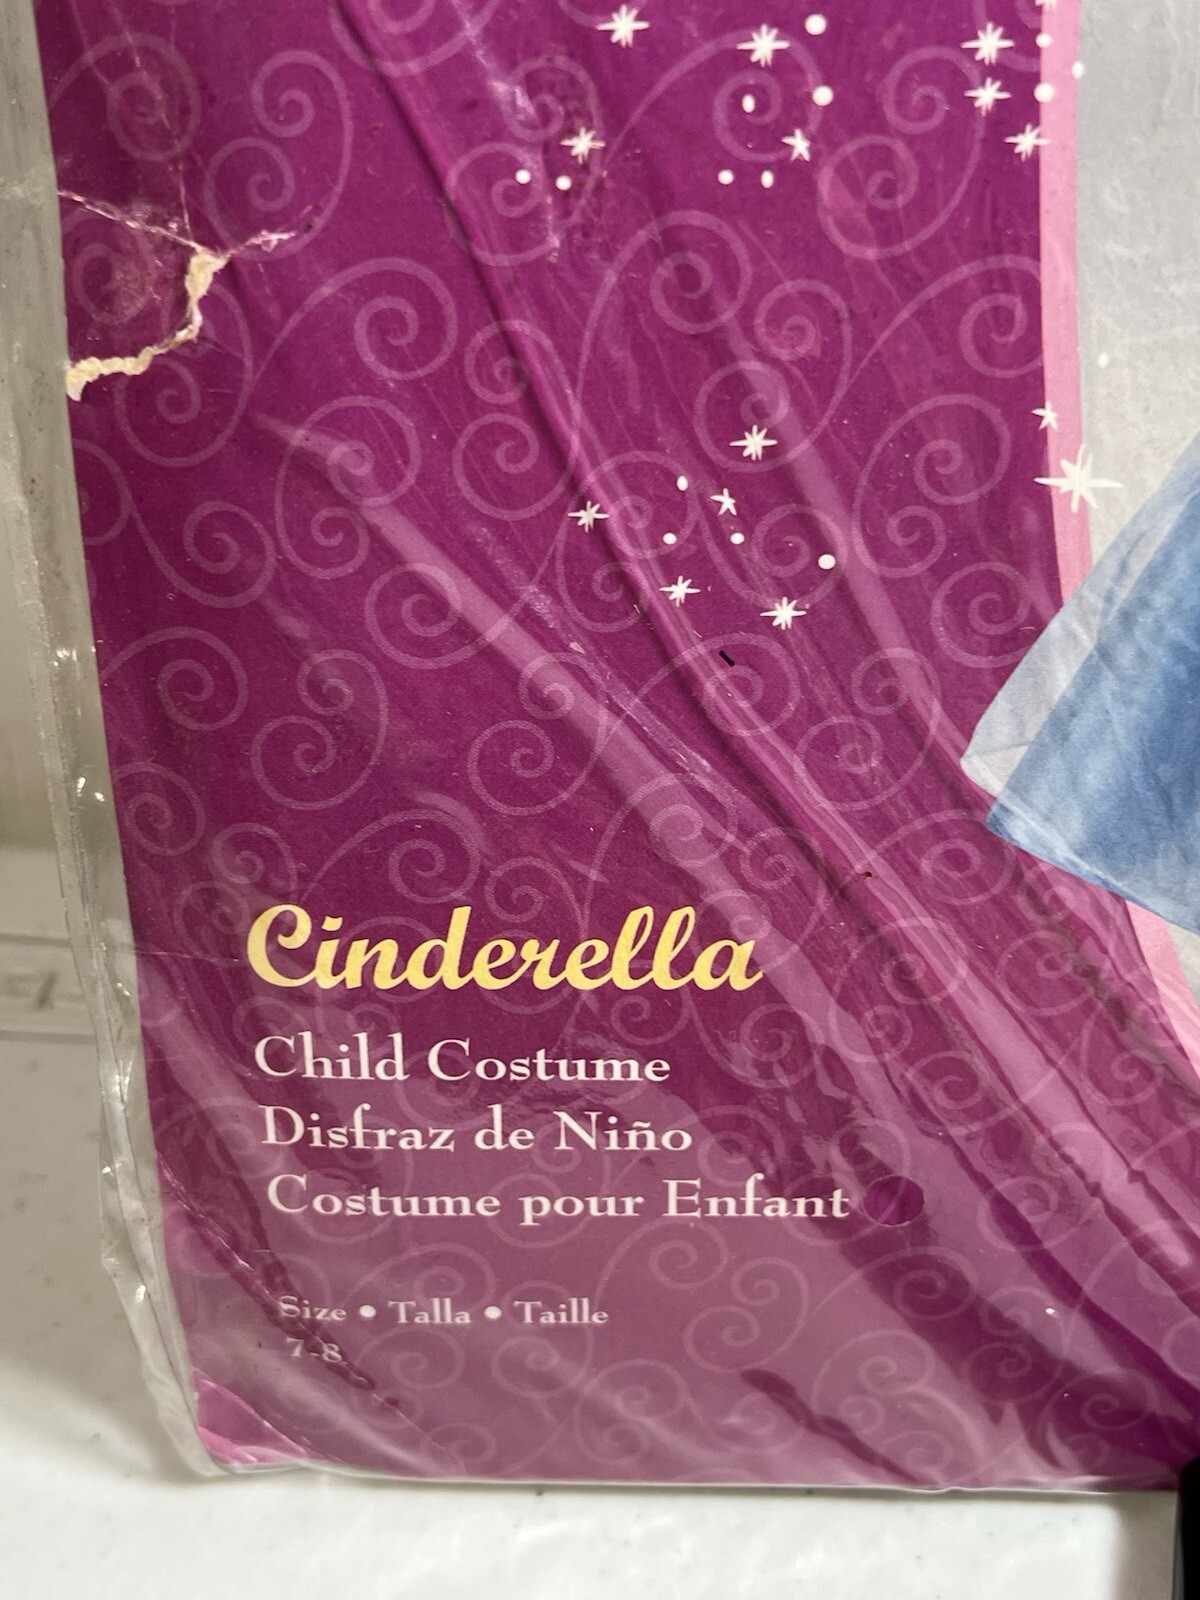 Cinderella
Child Costume
Disfraz de Niño
Costume pour Enfant
Size • Talla • Taille
7-8